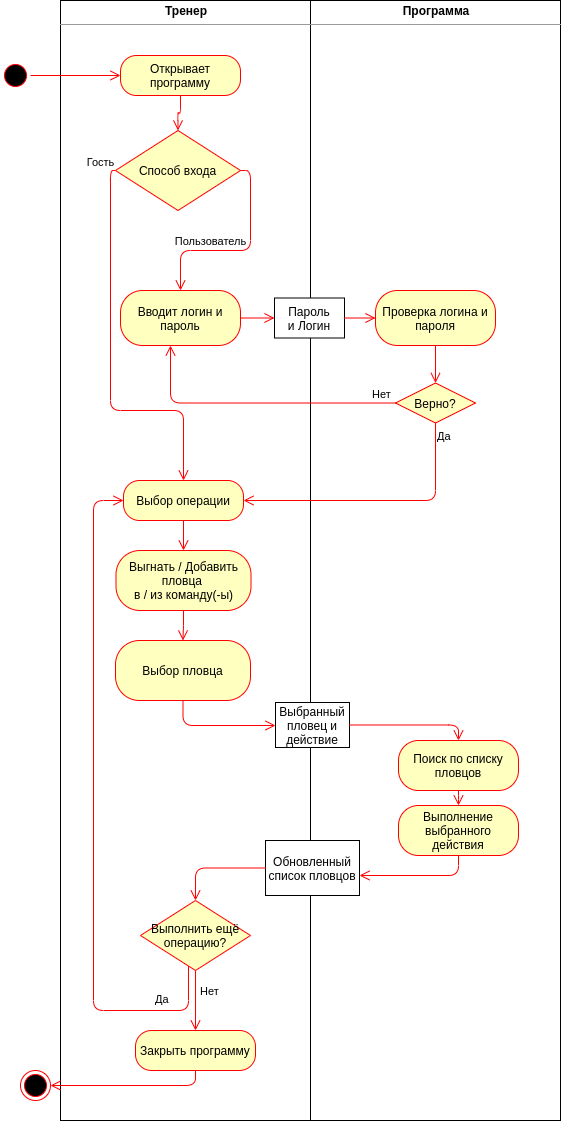 Тренер
Программа
Открывает
программу
Способ входа
Гость
Пользователь
Вводит логин и
пароль
Пароль
и Логин
Проверка логина и
пароля
Нет
Верно?
Да
Выбор операции
Выгнать / Добавить
пловца
в / из команду(-ы)
Выбор пловца
Выбранный
пловец и
действие
Поиск по списку
пловцов
Выполнение
выбранного
действия
Обновленный
список пловцов
Выполнить ещё
операцию?
Да
Нет
Закрыть программу